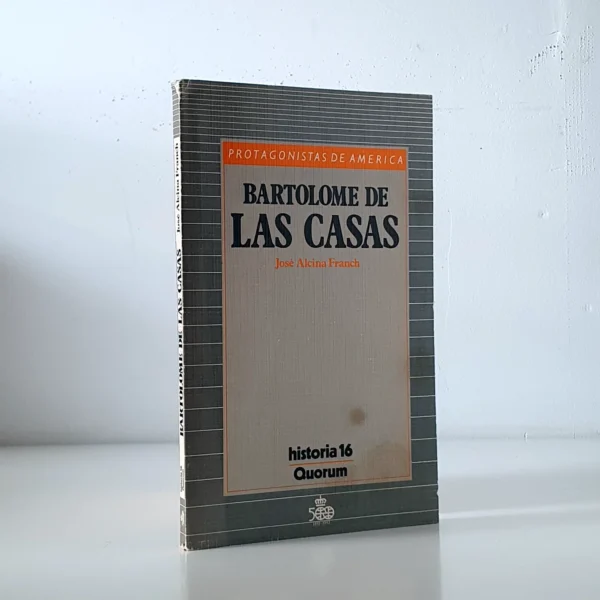 PROTAGONISTAS DE AMERICA
BARTOLOME DE
LAS CASAS
José Alcina Franch
historia 16
Quorum
500
BARTOLOME DE LAS CASAS José Alcina Franch